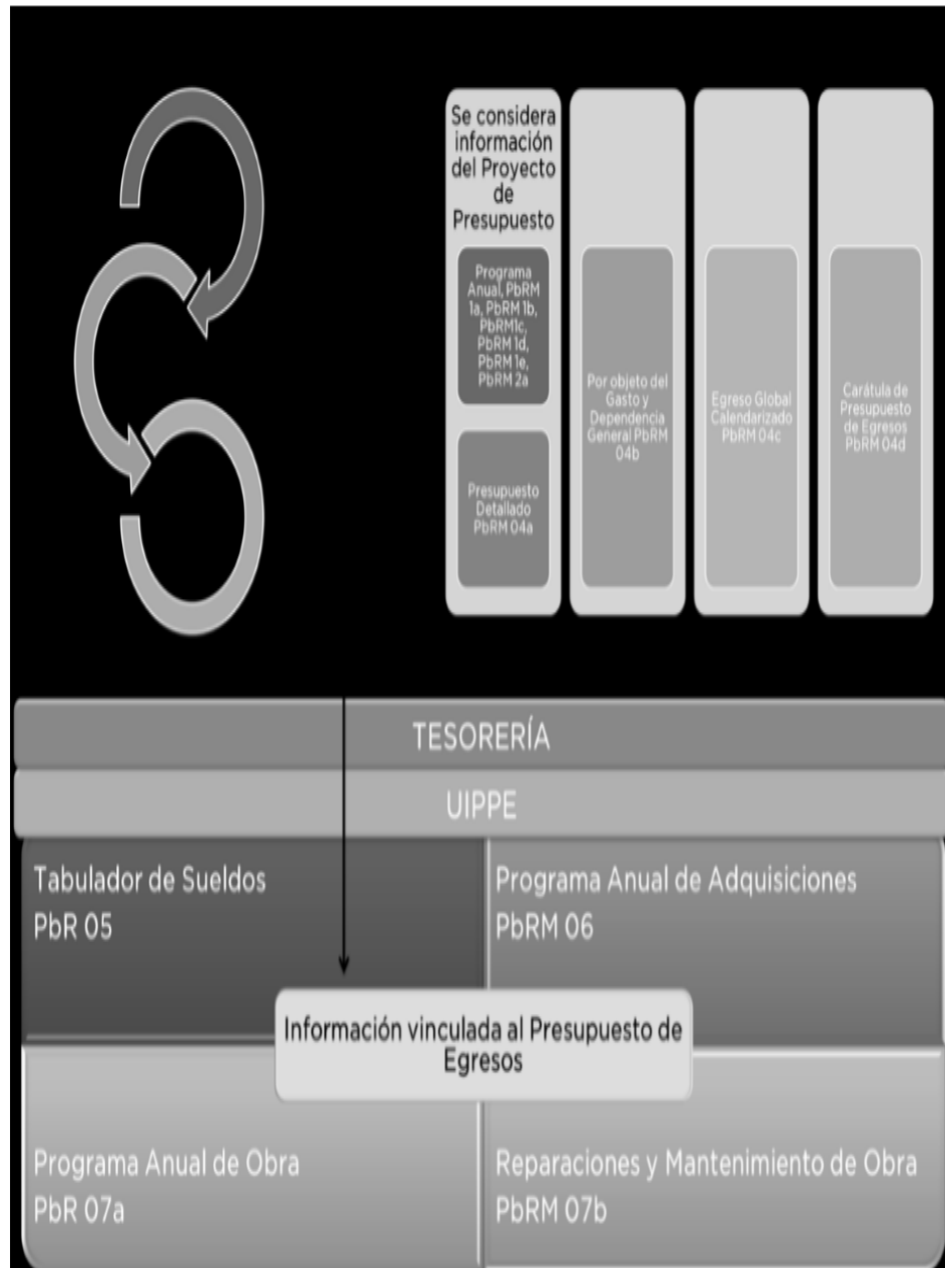 Se considera
información
del Proyecto
de
Presupuesto
Programa
Anual, PbRM
1a, PbRM 1b,
PbRM1c,
PbRM 1d,
PbRM 1e,
PbRM 2a
Presupuesto
Detallado
PbRM 04a
Por objeto del
Gasto y
Dependencia
General PbRM
04b
Egreso Global
Calendarizado
PbRM 04c
Carátula de
Presupuesto
de Egresos
PbRM 04d
TESORERÍA
UIPPE
Tabulador de Sueldos
PbR 05
Programa Anual de Adquisiciones
PbRM 06
Información vinculada al Presupuesto de
Egresos
Programa Anual de Obra
PbR 07a
Reparaciones y Mantenimiento de Obra
PbRM 07b